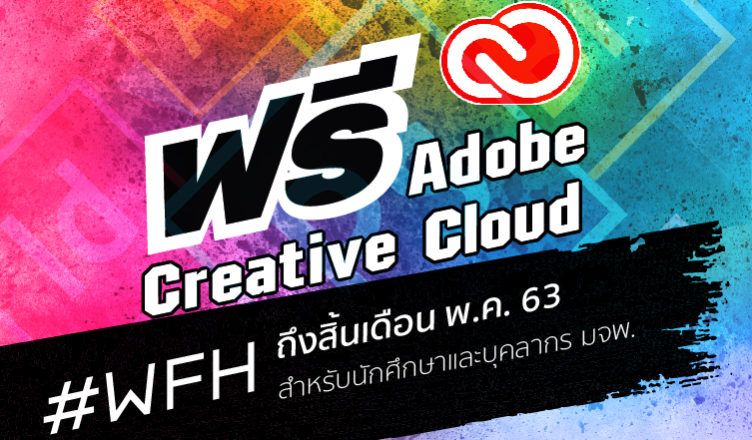 ฟรี Adobe
Creative Cloud
#WFH ถึงสิ้นเดือน พ.ค. 63
สำหรับนักศึกษาและบุคลากร มจพ.
Id